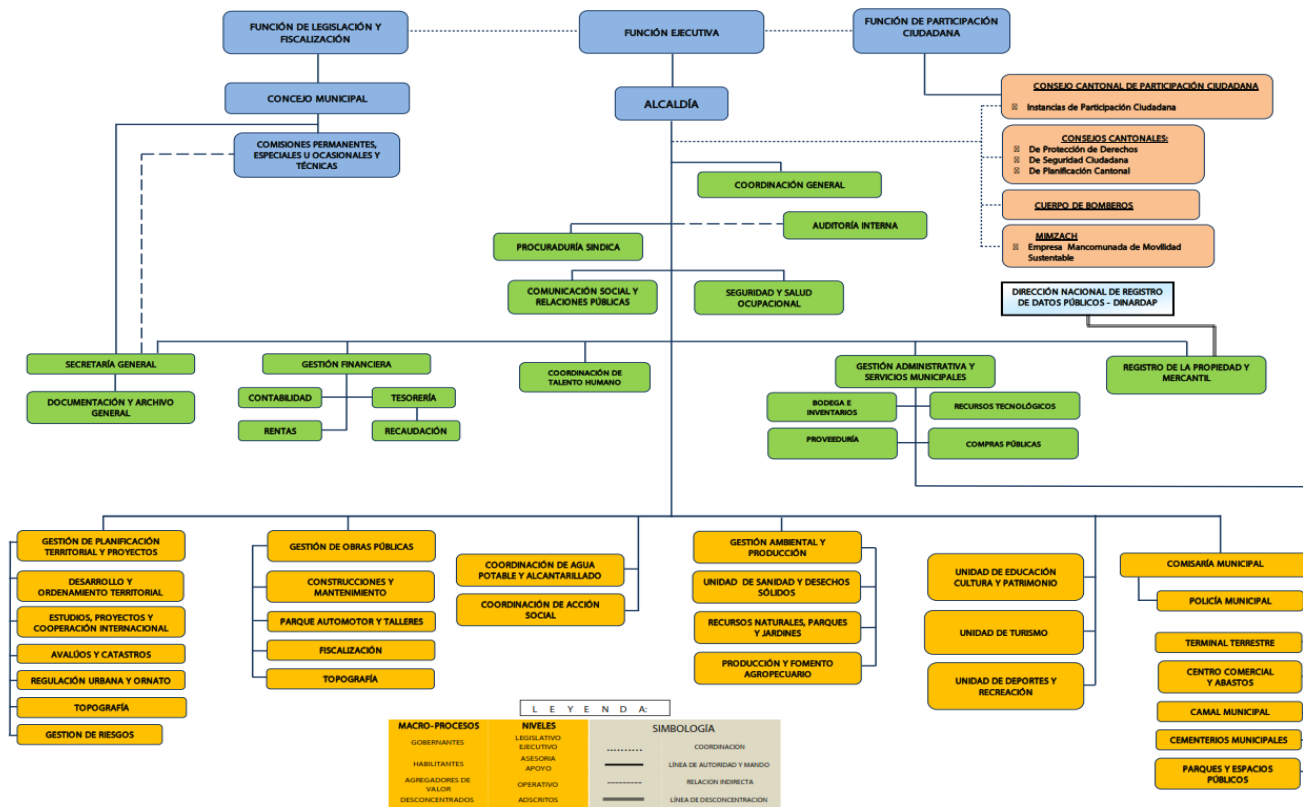 FUNCIÓN DE LEGISLACIÓN Y
FISCALIZACIÓN
FUNCIÓN EJECUTIVA
FUNCIÓN DE PARTICIPACIÓN
CIUDADANA
CONCEJO MUNICIPAL
ALCALDÍA
CONSEJO CANTONAL DE PARTICIPACIÓN CIUDADANA
Instancias de Participación Ciudadana
COMISIONES PERMANENTES,
ESPECIALES U OCASIONALES Y
TÉCNICAS
CONSEJOS CANTONALES:
De Protección de Derechos
De Seguridad Ciudadana
De Planificación Cantonal
COORDINACIÓN GENERAL
CUERPO DE BOMBEROS
AUDITORÍA INTERNA
PROCURADURÍA SINDICA
MIMZACH
Empresa Mancomunada de Movilidad
Sustentable
COMUNICACIÓN SOCIAL Y
RELACIONES PÚBLICAS
SEGURIDAD Y SALUD
OCUPACIONAL
DIRECCIÓN NACIONAL DE REGISTRO
DE DATOS PÚBLICOS - DINARDAP
SECRETARÍA GENERAL
GESTIÓN FINANCIERA
COORDINACIÓN DE
TALENTO HUMANO
GESTIÓN ADMINISTRATIVA Y
SERVICIOS MUNICIPALES
REGISTRO DE LA PROPIEDAD Y
MERCANTIL
DOCUMENTACIÓN Y ARCHIVO
GENERAL
CONTABILIDAD
TESORERÍA
RENTAS
RECAUDACIÓN
BODEGA E
INVENTARIOS
RECURSOS TECNOLÓGICOS
PROVEEDURÍA
COMPRAS PÚBLICAS
GESTIÓN DE PLANIFICACIÓN
TERRITORIAL Y PROYECTOS
DESARROLLO Y
ORDENAMIENTO TERRITORIAL
ESTUDIOS, PROYECTOS Y
COOPERACIÓN INTERNACIONAL
AVALÚOS Y CATASTROS
REGULACIÓN URBANA Y ORNATO
TOPOGRAFÍA
GESTION DE RIESGOS
GESTIÓN DE OBRAS PÚBLICAS
CONSTRUCCIONES Y
MANTENIMIENTO
PARQUE AUTOMOTOR Y TALLERES
FISCALIZACIÓN
TOPOGRAFÍA
COORDINACIÓN DE AGUA
POTABLE Y ALCANTARILLADO
COORDINACIÓN DE ACCIÓN
SOCIAL
GESTIÓN AMBIENTAL Y
PRODUCCIÓN
UNIDAD DE SANIDAD Y DESECHOS
SÓLIDOS
RECURSOS NATURALES, PARQUES
Y JARDINES
PRODUCCIÓN Y FOMENTO
AGROPECUARIO
UNIDAD DE EDUCACIÓN
CULTURA Y PATRIMONIO
UNIDAD DE TURISMO
UNIDAD DE DEPORTES Y
RECREACIÓN
COMISARÍA MUNICIPAL
POLICÍA MUNICIPAL
TERMINAL TERRESTRE
CENTRO COMERCIAL
Y ABASTOS
CAMAL MUNICIPAL
CEMENTERIOS MUNICIPALES
PARQUES Y ESPACIOS
PÚBLICOS
L E Y E N D A:
MACRO-PROCESOS
GOBERNANTES
HABILITANTES
AGREGADORES DE
VALOR
DESCONCENTRADOS
NIVELES
LEGISLATIVO
EJECUTIVO
ASESORIA
APOYO
OPERATIVO
ADSCRITOS
SIMBOLOGÍA
COORDINACION
LÍNEA DE AUTORIDAD Y MANDO
RELACION INDIRECTA
LÍNEA DE DESCONCENTRACION